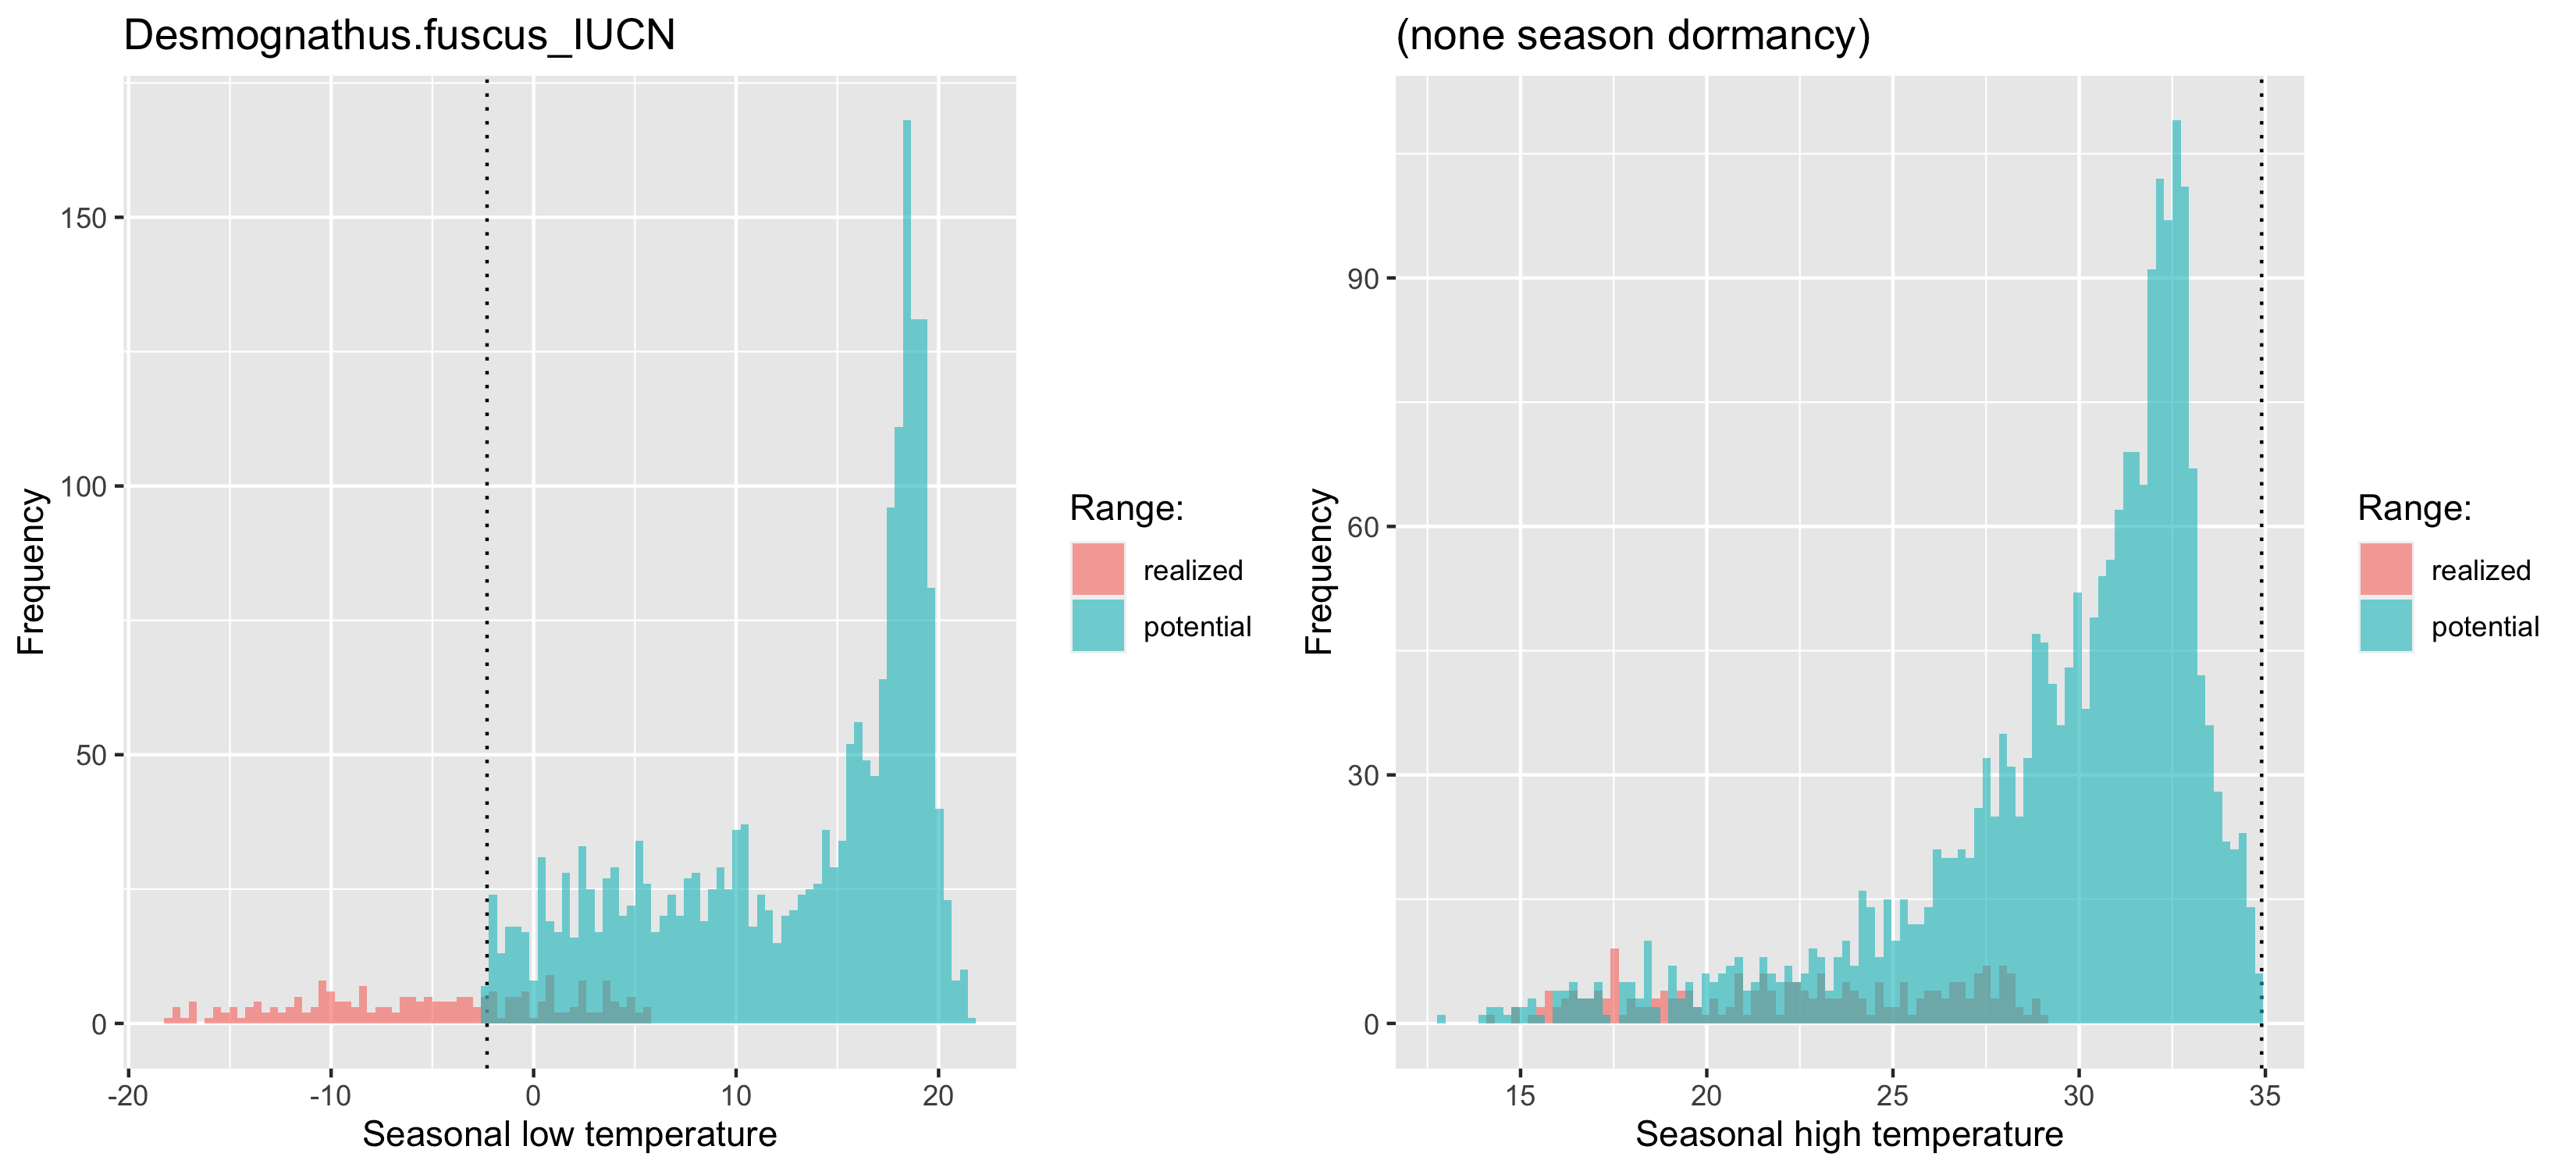 Desmognathus.fuscus_IUCN
Frequency
150
100
50
0
-20 -10 0 10 20
Seasonal low temperature
Range:
realized
potential
(none season dormancy)
Frequency
90
60
30
0
15 20 25 30 35
Seasonal high temperature
Range:
realized
potential